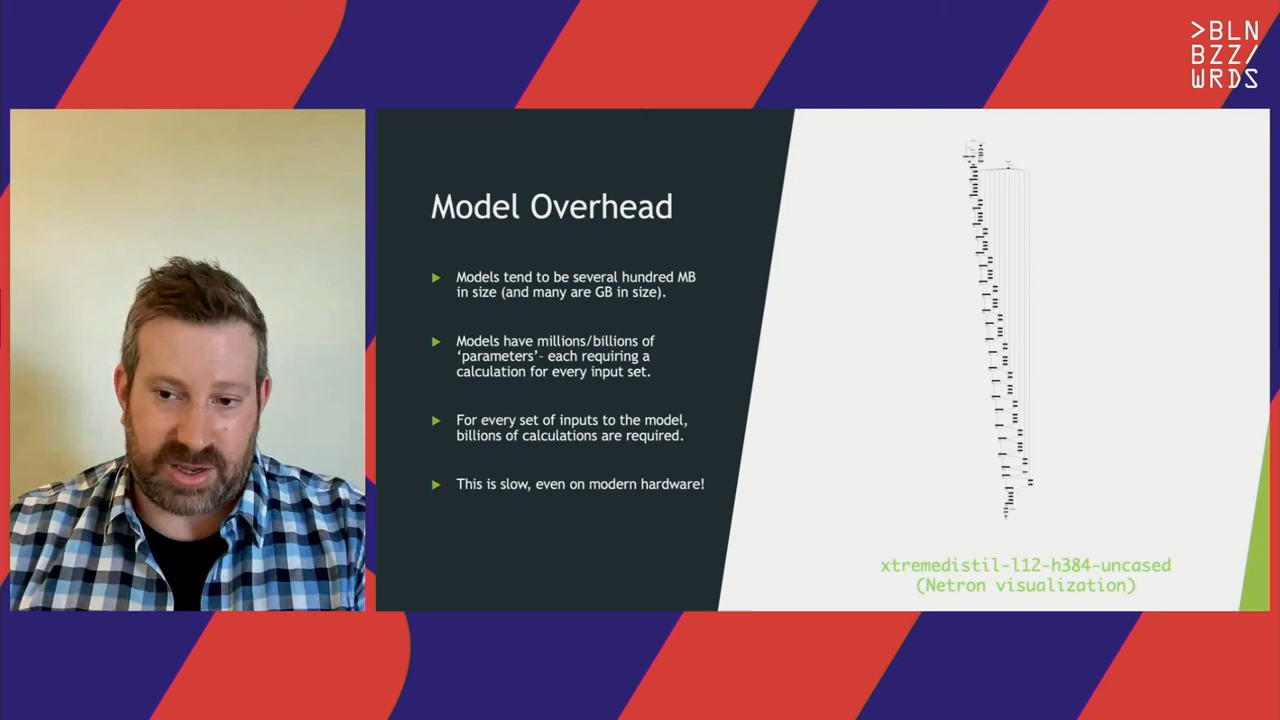 >BLN
BZZ/
WRDS
Model Overhead
Models tend to be several hundred MB
in size (and many are GB in size).
Models have millions/billions of
‘parameters’- each requiring a
calculation for every input set.
For every set of inputs to the model,
billions of calculations are required.
This is slow, even on modern hardware!
xtremedistil-l12-h384-uncased
(Netron visualization)